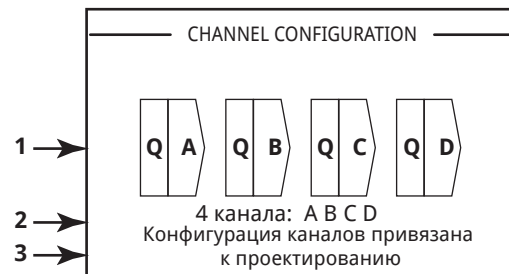 CHANNEL CONFIGURATION
1 Q A Q B Q C Q D
2 4 канала: A B C D
Конфигурация каналов привязана
3 к проектированию